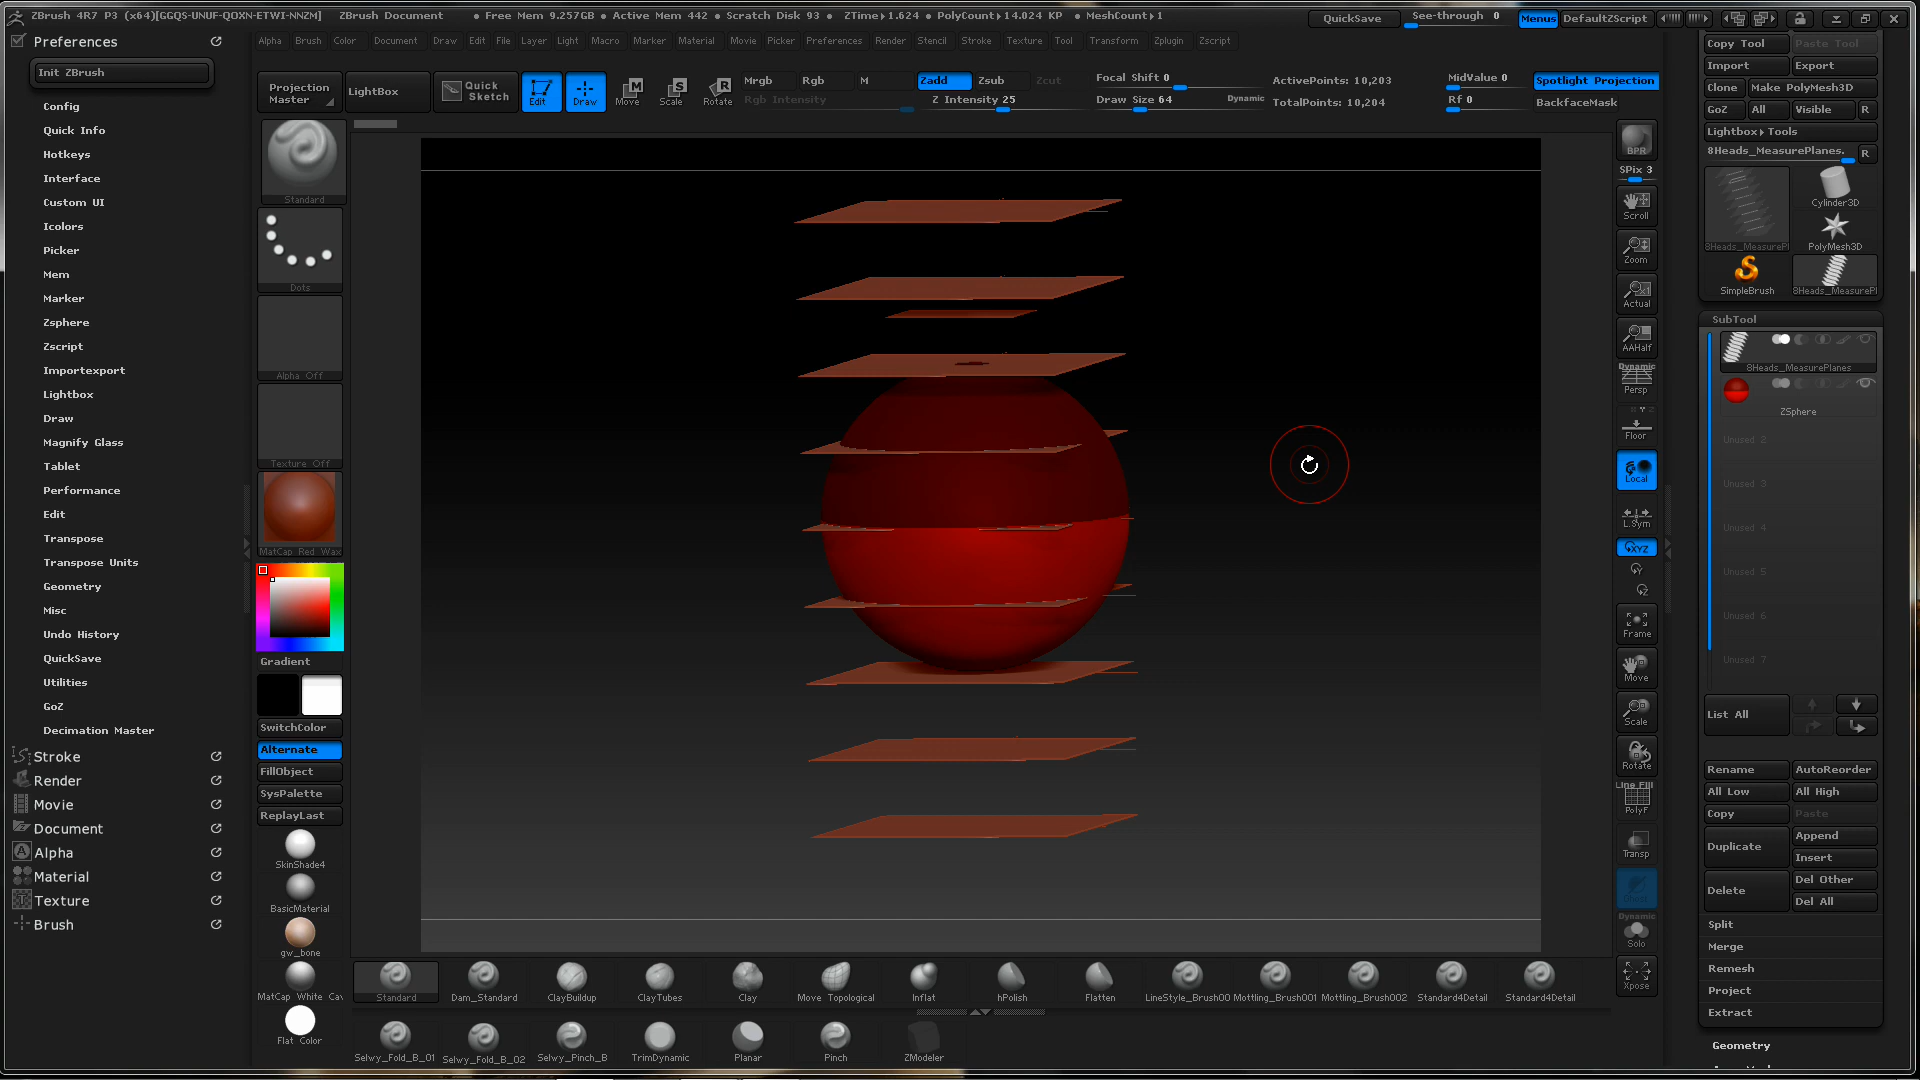 ZBrush 4R7 P3 (x64)[GGQS-UNUF-QOXN-ETWI-NNZM] ZBrush Document • Free Mem 9.257GB • Active Mem 442 • Scratch Disk 93 • ZTime▸1.624 • PolyCount▸14.024 KP • MeshCount▸1 QuickSave See-through 0 Menus DefaultZScript
Preferences
Alpha Brush Color Document Draw Edit File Layer Light Macro Marker Material Movie Picker Preferences Render Stencil Stroke Texture Tool Transform Zplugin Zscript
Init ZBrush
Config
Quick Info
Hotkeys
Interface
Custom UI
Icolors
Picker
Mem
Marker
Zsphere
Zscript
Importexport
Lightbox
Draw
Magnify Glass
Tablet
Performance
Edit
Transpose
Transpose Units
Geometry
Misc
Undo History
QuickSave
Utilities
GoZ
Decimation Master
Stroke
Render
Movie
Document
Alpha
Material
Texture
Brush
Projection Master
LightBox
Quick Sketch
Edit
Draw
Move
Scale
Rotate
Mrgb Rgb M Zadd Zsub Zcut
Rgb Intensity Z Intensity 25
Focal Shift 0
Draw Size 64 Dynamic
ActivePoints: 10,203
TotalPoints: 10,204
MidValue 0
Rf 0
Spotlight Projection
BackfaceMask
Standard
Dots
Alpha Off
Texture Off
MatCap Red Wax
Gradient
SwitchColor
Alternate
FillObject
SysPalette
ReplayLast
SkinShade4
BasicMaterial
gw_bone
MatCap White Cav
Flat Color
BPR
SPix 3
Scroll
Zoom
Actual
AAHalf
Dynamic
Persp
Floor
Local
L.Sym
XYZ
Y
Z
Frame
Move
Scale
Rotate
Line Fill
PolyF
Transp
Dynamic
Solo
Xpose
Copy Tool Paste Tool
Import Export
Clone Make PolyMesh3D
GoZ All Visible R
Lightbox▸Tools
8Heads_MeasurePlanes. R
8Heads_MeasurePl
Cylinder3D
PolyMesh3D
SimpleBrush
8Heads_MeasurePl
SubTool
8Heads_MeasurePlanes
ZSphere
Unused 2
Unused 3
Unused 4
Unused 5
Unused 6
Unused 7
List All
Rename AutoReorder
All Low All High
Copy Paste
Duplicate Append
Insert
Delete Del Other
Del All
Split
Merge
Remesh
Project
Extract
Geometry
Standard Dam_Standard ClayBuildup ClayTubes Clay Move Topological Inflat hPolish Flatten LineStyle_Brush00 Mottling_Brush001 Mottling_Brush002 Standard4Detail Standard4Detail
Selwy_Fold_B_01 Selwy_Fold_B_02 Selwy_Pinch_B TrimDynamic Planar Pinch ZModeler